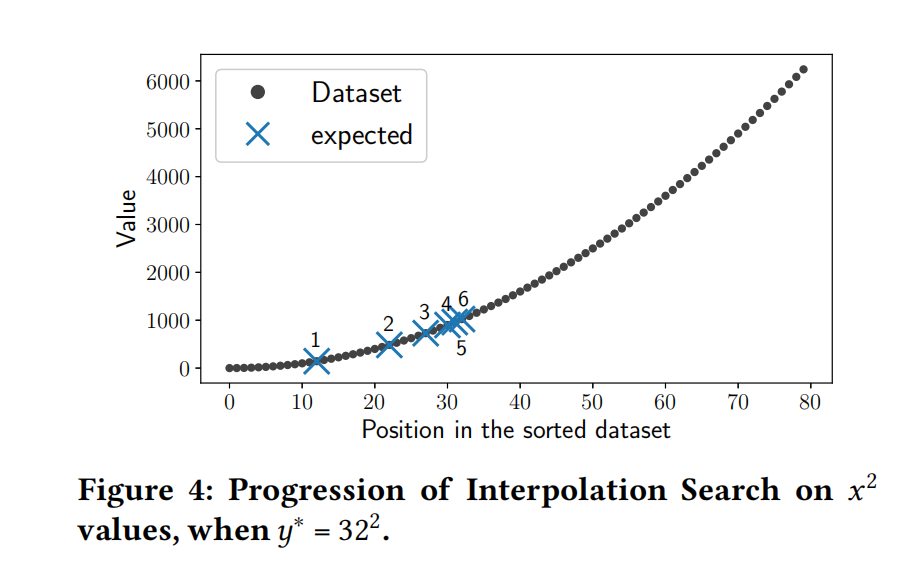 Dataset
expected
6000
5000
4000
3000
2000
1000
0
Value
1
2
3
4
6
5
0 10 20 30 40 50 60 70 80
Position in the sorted dataset
Figure 4: Progression of Interpolation Search on x²
values, when y* = 32².